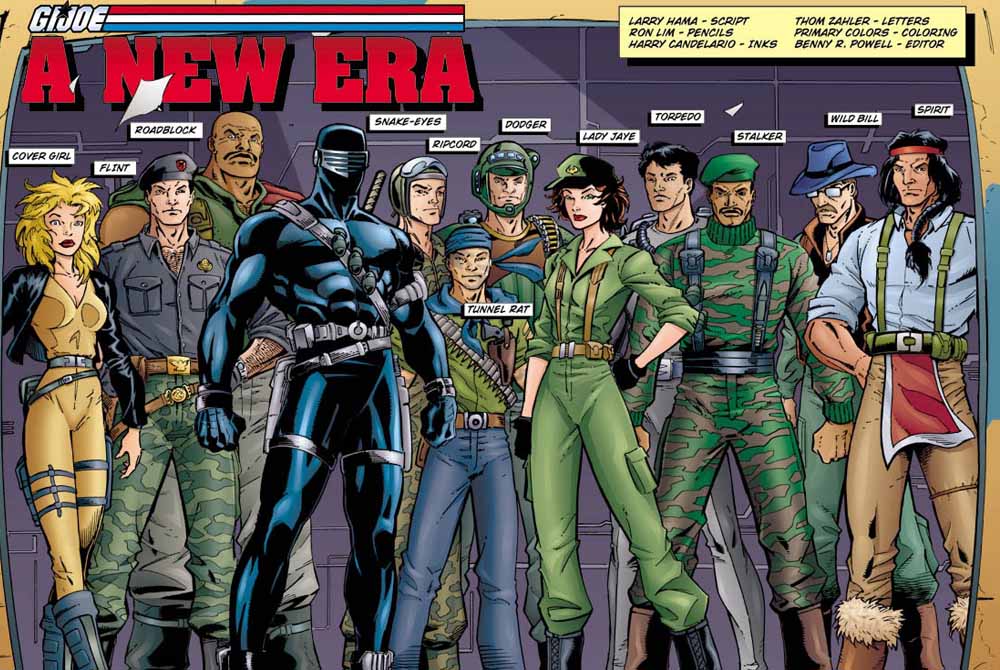 G.I. JOE
A NEW ERA
LARRY HAMA - SCRIPT
RON LIM - PENCILS
HARRY CANDELARIO - INKS
THOM ZAHLER - LETTERS
PRIMARY COLORS - COLORING
BENNY R. POWELL - EDITOR
COVER GIRL
FLINT
ROADBLOCK
SNAKE-EYES
RIPCORD
DODGER
TUNNEL RAT
LADY JAYE
TORPEDO
STALKER
WILD BILL
SPIRIT